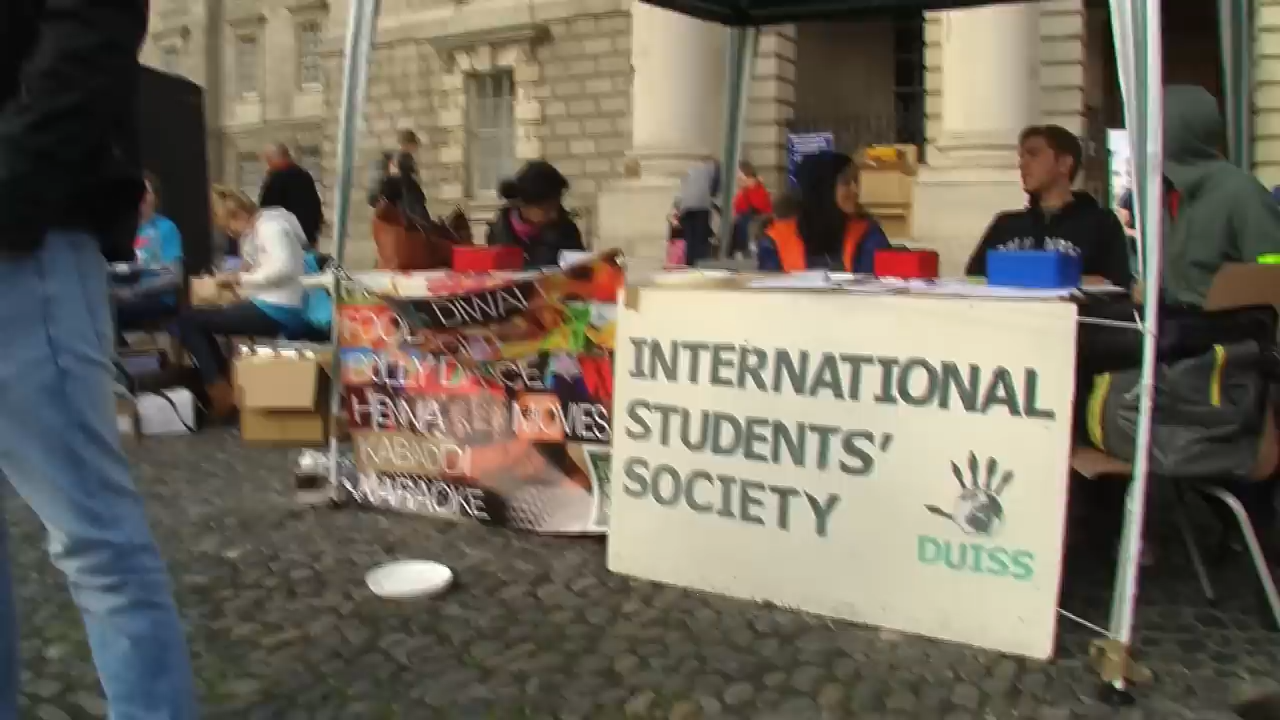 DIWALI
FOOD
BOLLY DANCE
HENNA MOVIES
KABADDI
KARAOKE
INTERNATIONAL
STUDENTS'
SOCIETY
DUISS